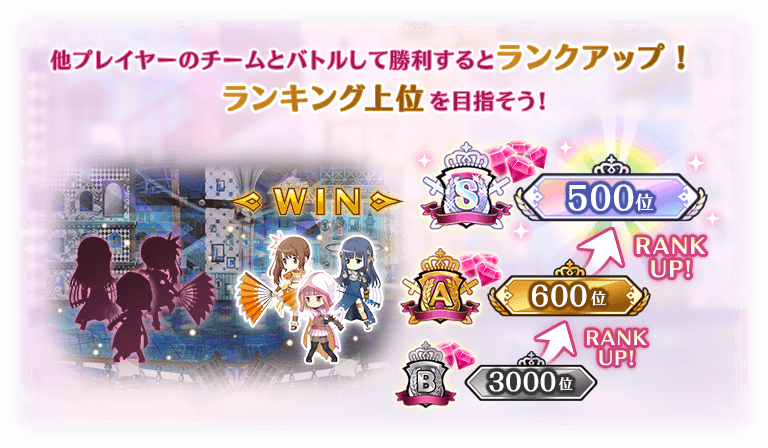 他プレイヤーのチームとバトルして勝利するとランクアップ！
ランキング上位を目指そう！
WIN
S
500位
RANK
UP!
A
600位
RANK
UP!
B
3000位